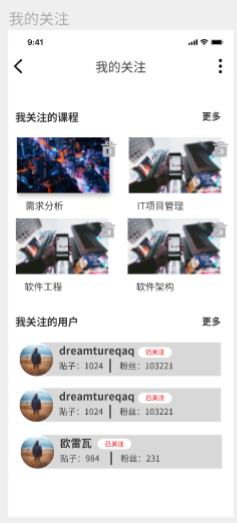 我的关注
9:41
我的关注
我关注的课程 更多
需求分析 IT项目管理
软件工程 软件架构
我关注的用户 更多
dreamtureqaq 已关注
贴子：1024 粉丝：103221
dreamtureqaq 已关注
贴子：1024 粉丝：103221
欧雷瓦 已关注
贴子：984 粉丝：231